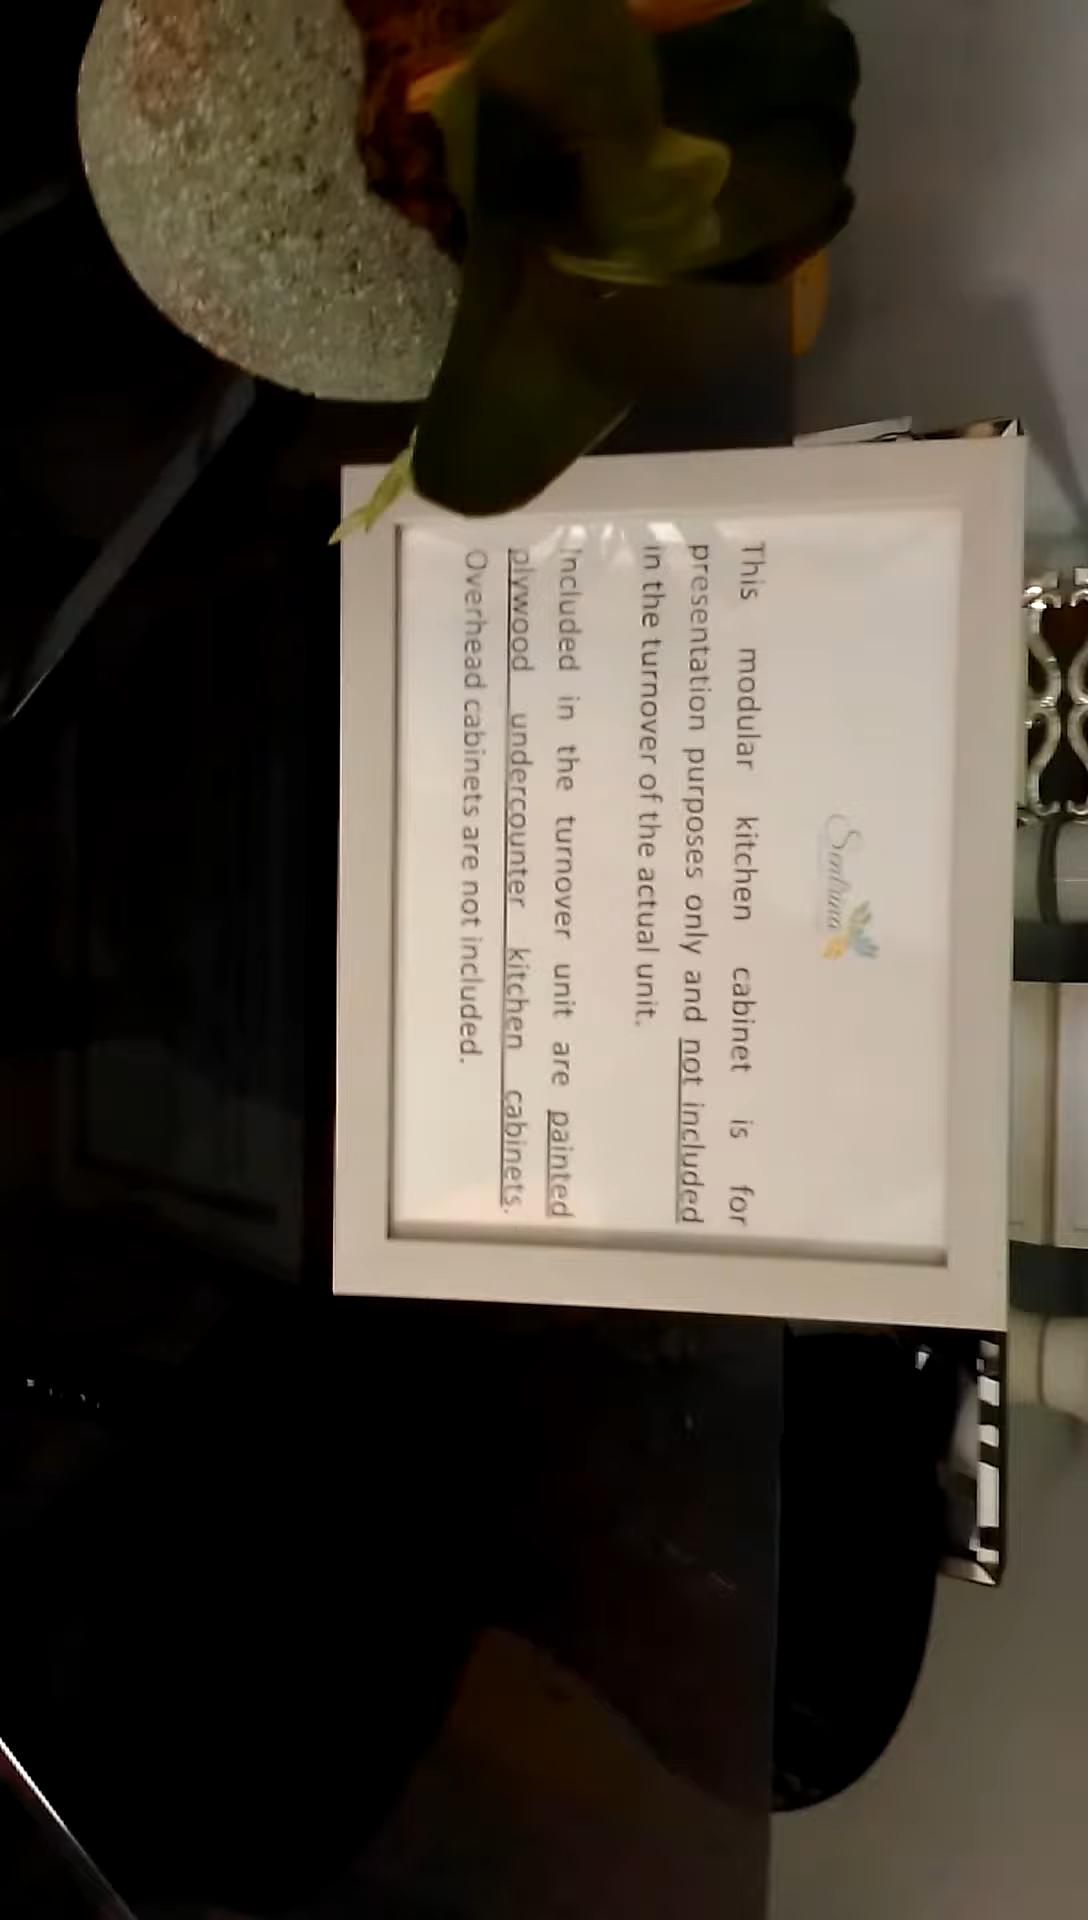 Sentrina
This modular kitchen cabinet is for
presentation purposes only and not included
in the turnover of the actual unit.
Included in the turnover unit are painted
plywood undercounter kitchen cabinets.
Overhead cabinets are not included.